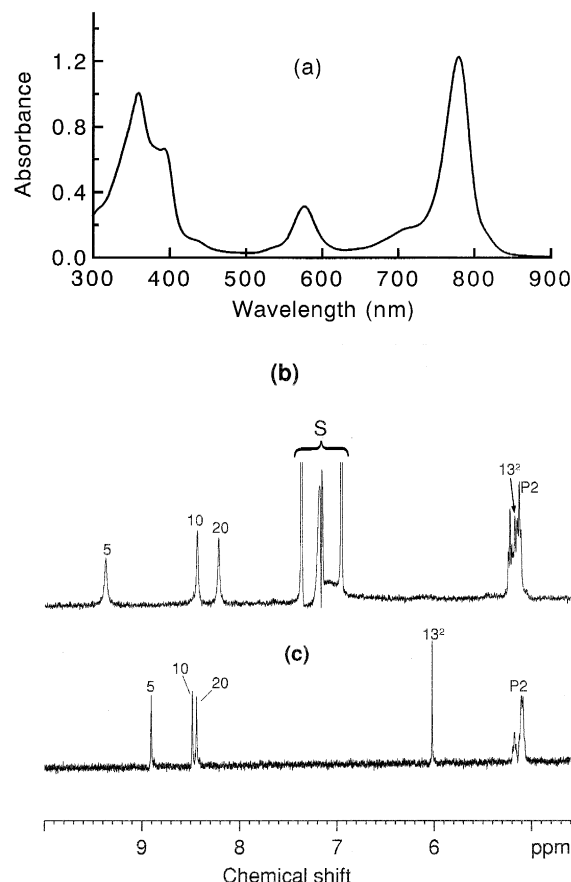 (a)
Absorbance
1.2
0.8
0.4
0.0
300 400 500 600 700 800 900
Wavelength (nm)
(b)
S
5
10
20
13²
P2
(c)
5
10
20
13²
P2
9 8 7 6 ppm
Chemical shift